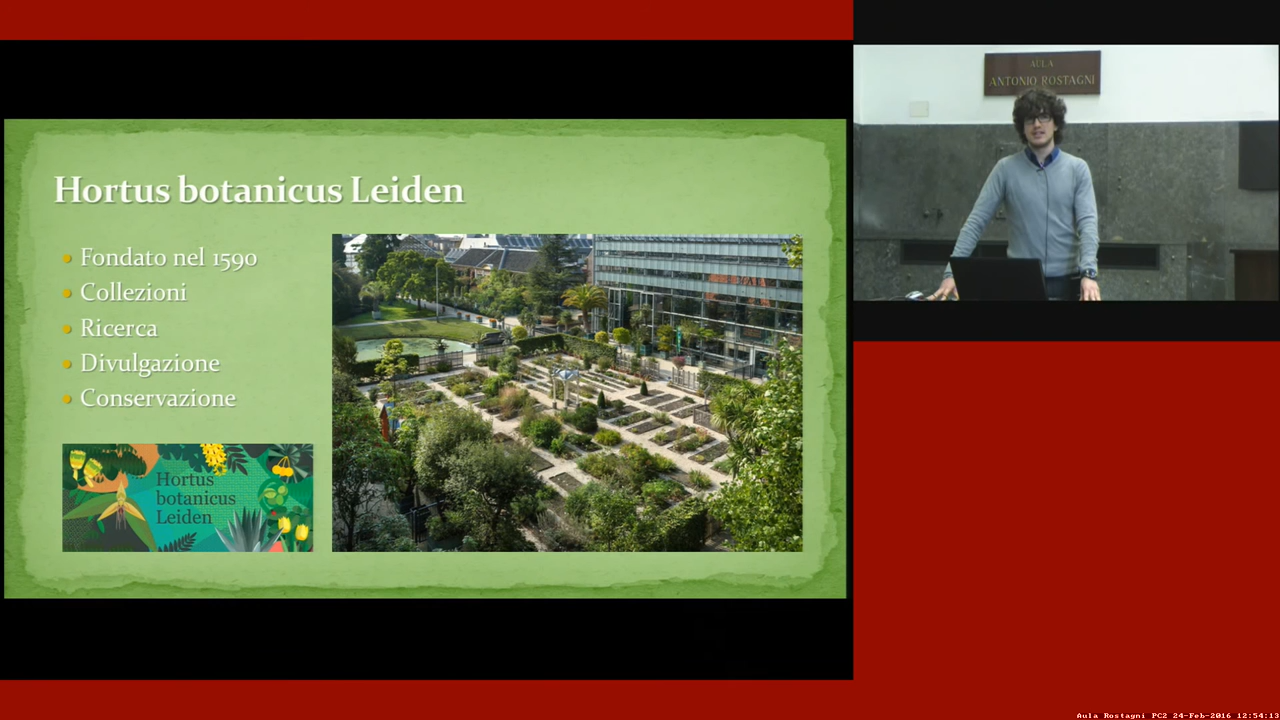 Hortus botanicus Leiden
Fondato nel 1590
Collezioni
Ricerca
Divulgazione
Conservazione
Hortus
botanicus
Leiden
AULA
ANTONIO ROSTAGNI
Aula Rostagni PC2 24-Feb-2016 12:54:13